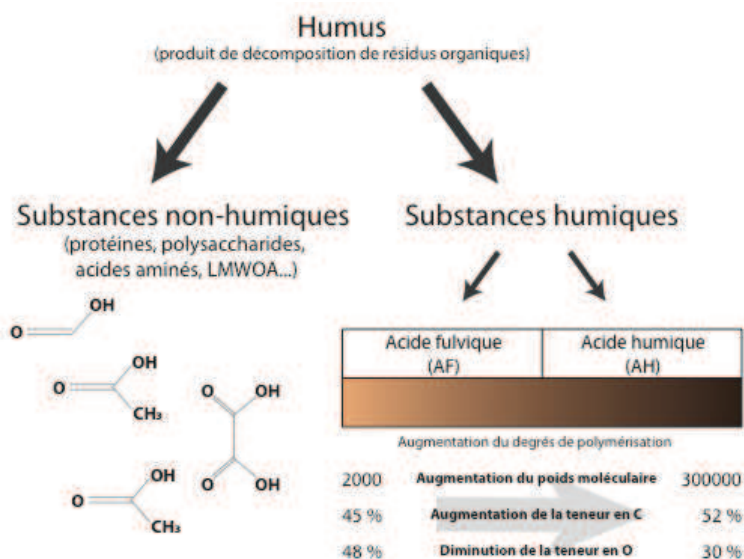 Humus
(produit de décomposition de résidus organiques)
Substances non-humiques
(protéines, polysaccharides,
acides aminés, LMWOA...)
Substances humiques
OH
O
OH
O
CH₃
O
OH
O
OH
OH
O
CH₃
Acide fulvique
(AF)
Acide humique
(AH)
Augmentation du degrés de polymérisation
2000 Augmentation du poids moléculaire 300000
45 % Augmentation de la teneur en C 52 %
48 % Diminution de la teneur en O 30 %